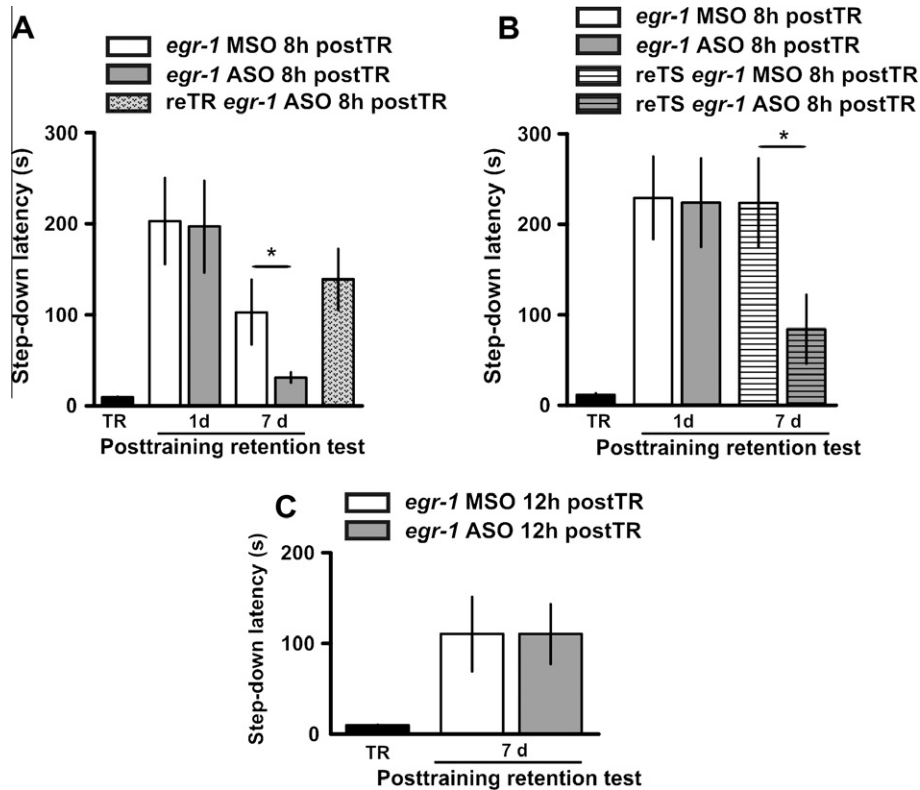 A
egr-1 MSO 8h postTR
egr-1 ASO 8h postTR
reTR egr-1 ASO 8h postTR
Step-down latency (s)
300
200
100
0
TR
1d
7 d
Posttraining retention test
*
B
egr-1 MSO 8h postTR
egr-1 ASO 8h postTR
reTS egr-1 MSO 8h postTR
reTS egr-1 ASO 8h postTR
Step-down latency (s)
300
200
100
0
TR
1d
7 d
Posttraining retention test
*
C
egr-1 MSO 12h postTR
egr-1 ASO 12h postTR
Step-down latency (s)
200
100
0
TR
7 d
Posttraining retention test